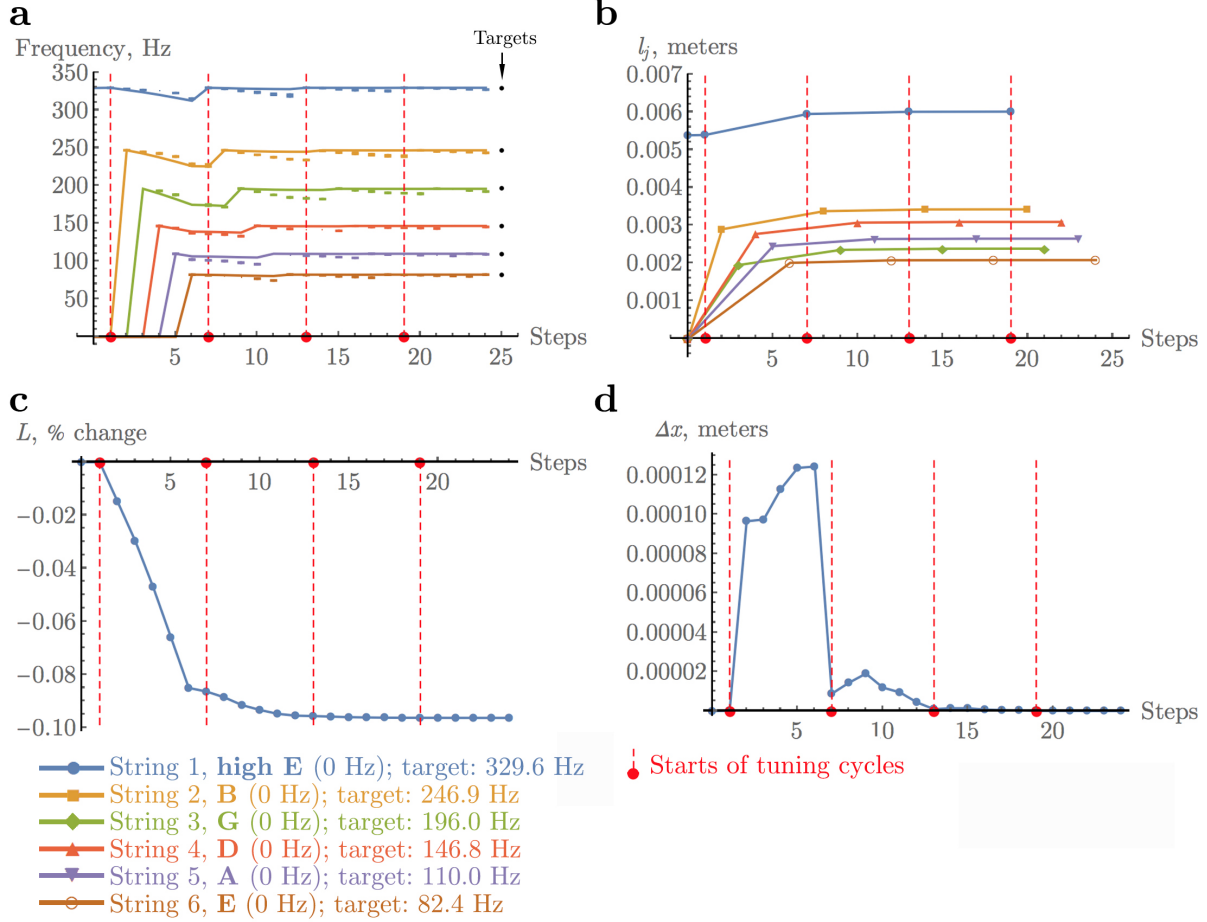 a
Frequency, Hz
Targets
350
300
250
200
150
100
50
5
10
15
20
25
Steps
b
lj, meters
0.007
0.006
0.005
0.004
0.003
0.002
0.001
5
10
15
20
25
Steps
c
L, % change
Steps
5
10
15
20
−0.02
−0.04
−0.06
−0.08
−0.10
d
Δx, meters
0.00012
0.00010
0.00008
0.00006
0.00004
0.00002
5
10
15
20
Steps
String 1, high E (0 Hz); target: 329.6 Hz
String 2, B (0 Hz); target: 246.9 Hz
String 3, G (0 Hz); target: 196.0 Hz
String 4, D (0 Hz); target: 146.8 Hz
String 5, A (0 Hz); target: 110.0 Hz
String 6, E (0 Hz); target: 82.4 Hz
Starts of tuning cycles